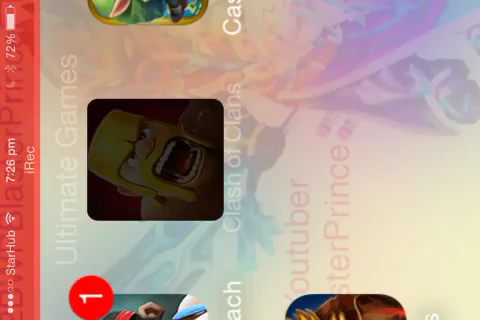 StarHub 7:26 pm 72%
iRec
Ultimate Games
Clash of Clans
Cas
1
ach
Youtuber
sterPrince
s